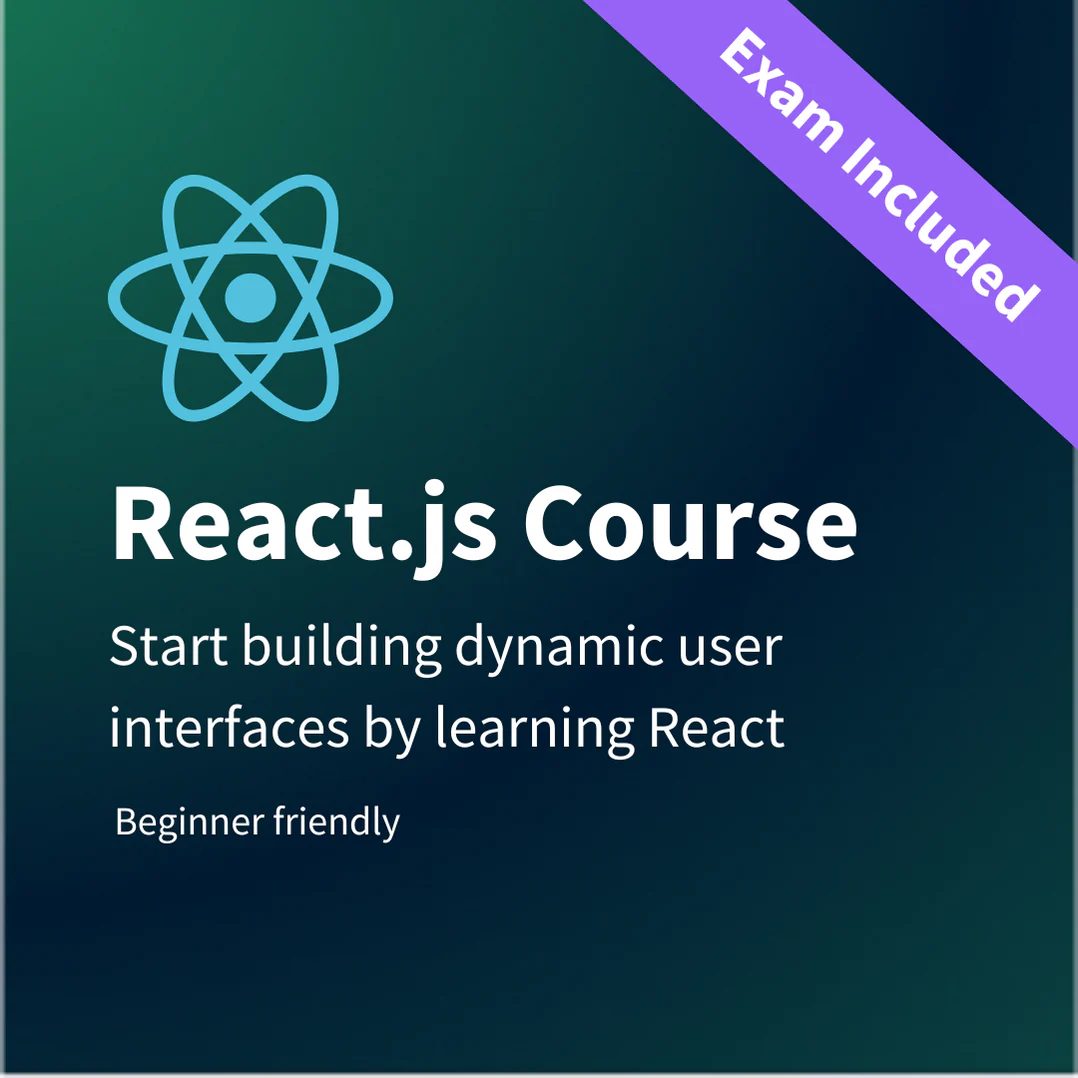 Exam Included
React.js Course
Start building dynamic user
interfaces by learning React
Beginner friendly